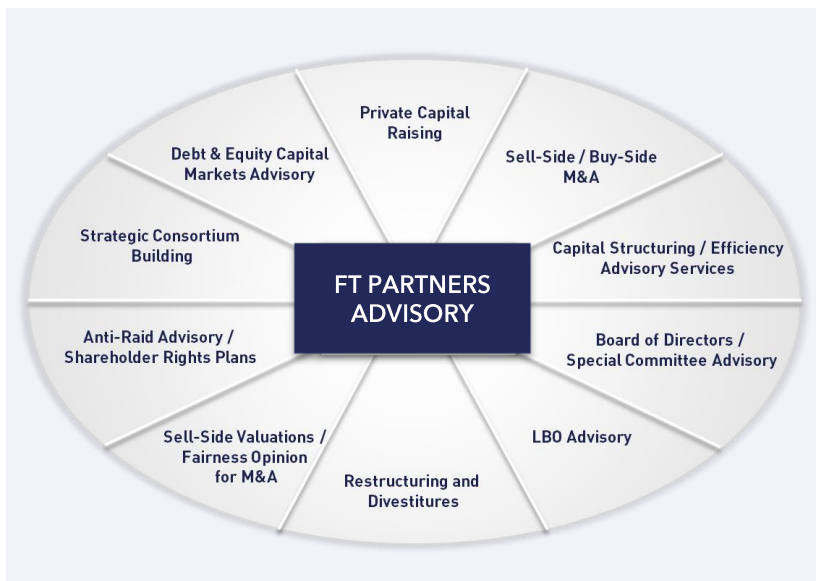 Private Capital
Raising
Sell-Side / Buy-Side
M&A
Capital Structuring / Efficiency
Advisory Services
Board of Directors /
Special Committee Advisory
LBO Advisory
Restructuring and
Divestitures
Sell-Side Valuations /
Fairness Opinion
for M&A
Anti-Raid Advisory /
Shareholder Rights Plans
Strategic Consortium
Building
Debt & Equity Capital
Markets Advisory
FT PARTNERS
ADVISORY